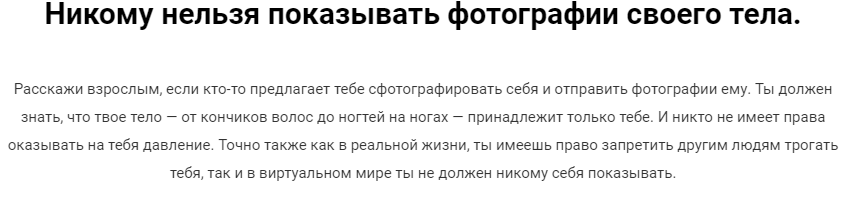 Никому нельзя показывать фотографии своего тела.
Расскажи взрослым, если кто-то предлагает тебе сфотографировать себя и отправить фотографии ему. Ты должен
знать, что твое тело — от кончиков волос до ногтей на ногах — принадлежит только тебе. И никто не имеет права
оказывать на тебя давление. Точно также как в реальной жизни, ты имеешь право запретить другим людям трогать
тебя, так и в виртуальном мире ты не должен никому себя показывать.